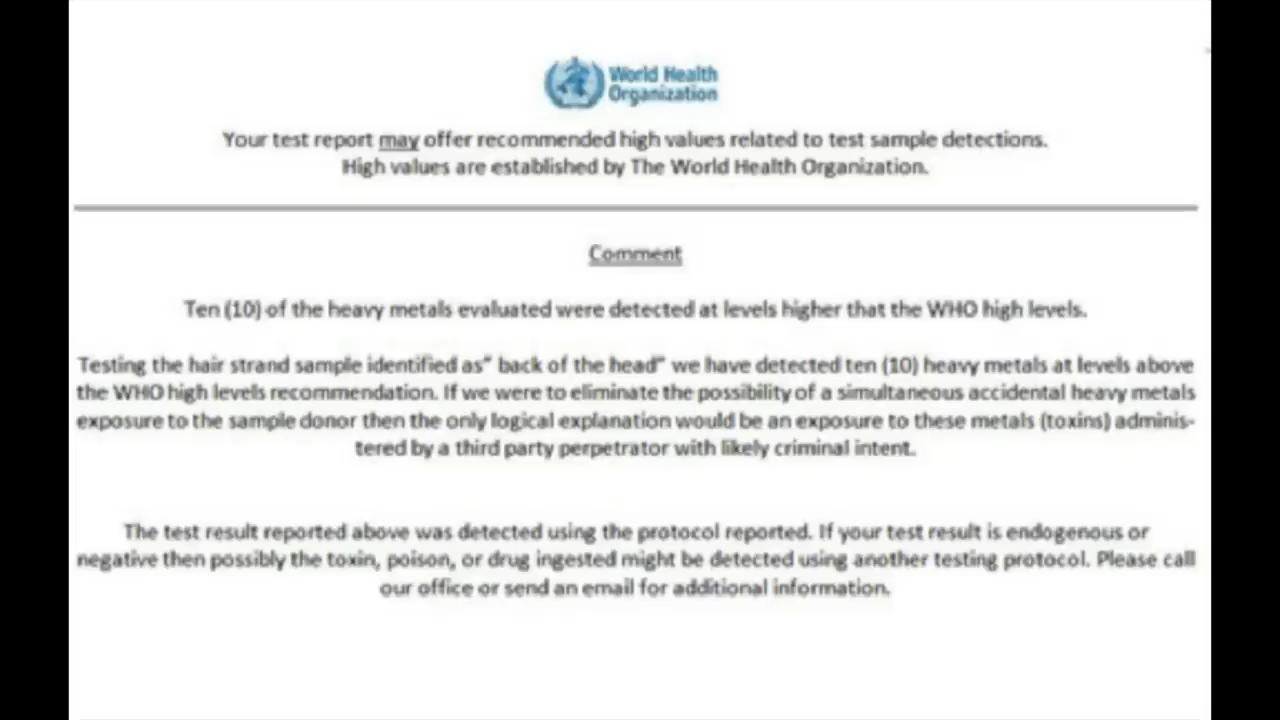 World Health
Organization
Your test report may offer recommended high values related to test sample detections.
High values are established by The World Health Organization.
Comment
Ten (10) of the heavy metals evaluated were detected at levels higher that the WHO high levels.
Testing the hair strand sample identified as" back of the head" we have detected ten (10) heavy metals at levels above
the WHO high levels recommendation. If we were to eliminate the possibility of a simultaneous accidental heavy metals
exposure to the sample donor then the only logical explanation would be an exposure to these metals (toxins) adminis-
tered by a third party perpetrator with likely criminal intent.
The test result reported above was detected using the protocol reported. If your test result is endogenous or
negative then possibly the toxin, poison, or drug ingested might be detected using another testing protocol. Please call
our office or send an email for additional information.